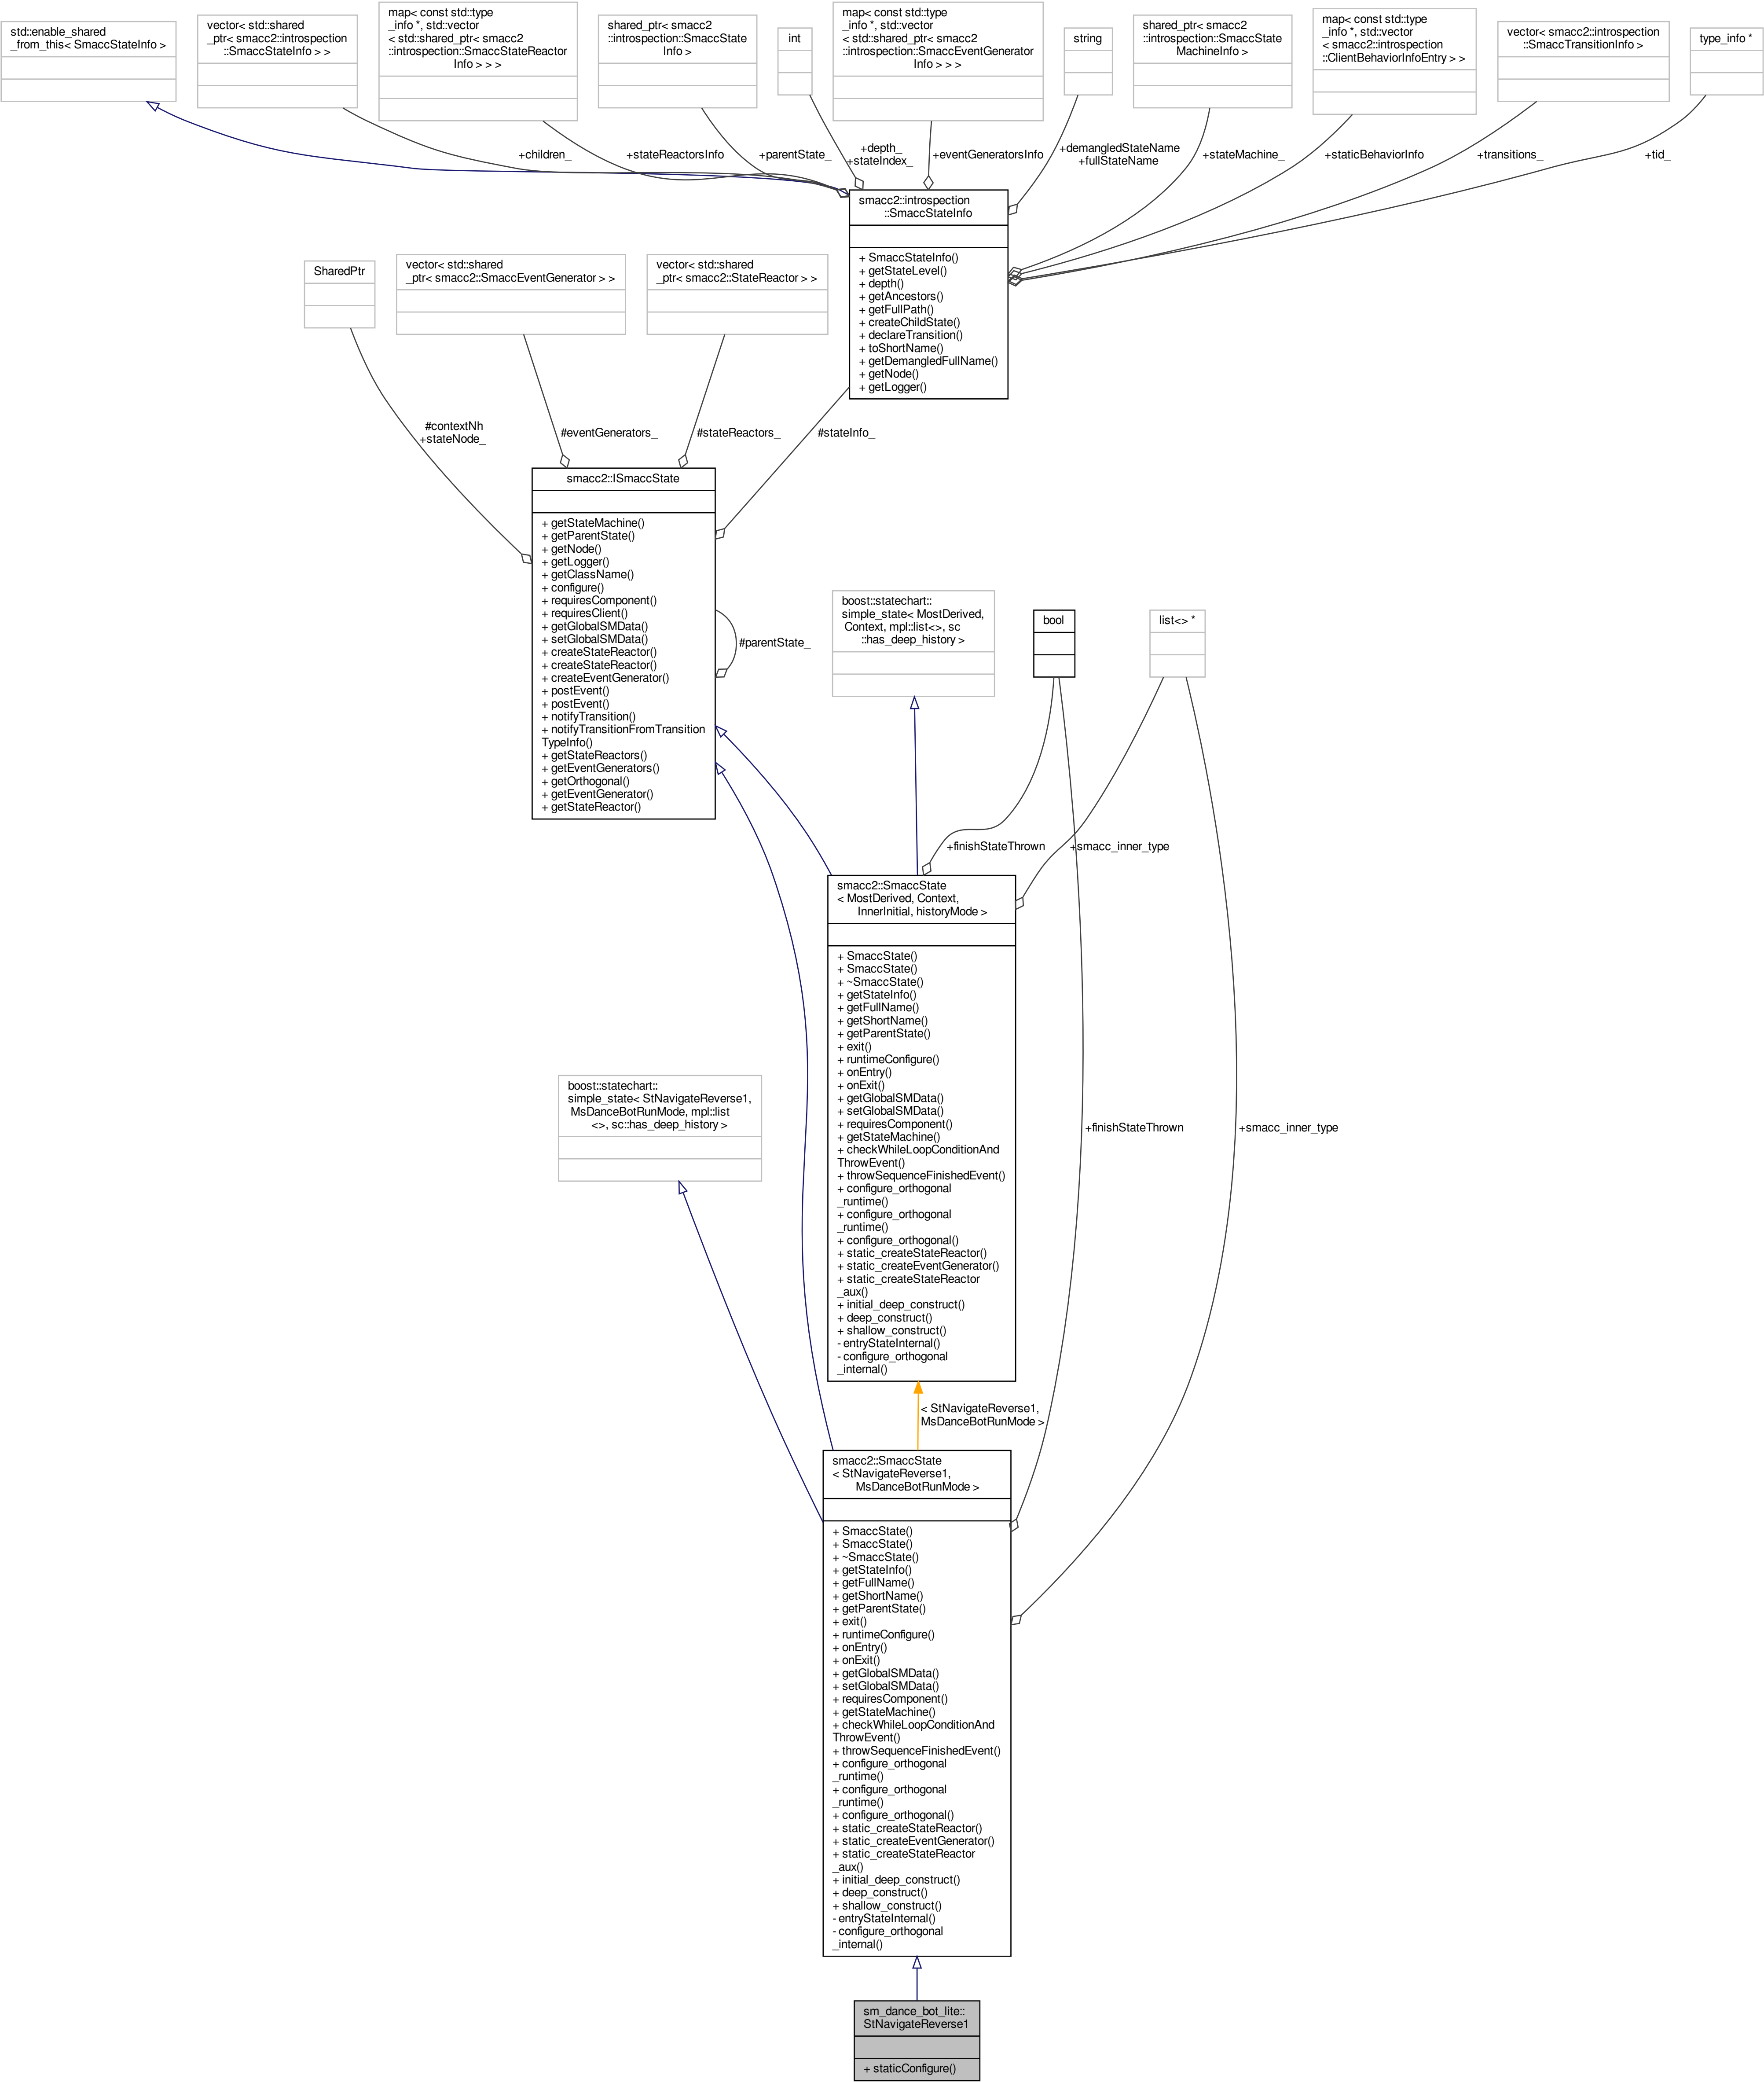 std::enable_shared
_from_this< SmaccStateInfo >
vector< std::shared
_ptr< smacc2::introspection
::SmaccStateInfo > >
map< const std::type
_info *, std::vector
< std::shared_ptr< smacc2
::introspection::SmaccStateReactor
Info > > >
shared_ptr< smacc2
::introspection::SmaccState
Info >
int
map< const std::type
_info *, std::vector
< std::shared_ptr< smacc2
::introspection::SmaccEventGenerator
Info > > >
string
shared_ptr< smacc2
::introspection::SmaccState
MachineInfo >
map< const std::type
_info *, std::vector
< smacc2::introspection
::ClientBehaviorInfoEntry > >
vector< smacc2::introspection
::SmaccTransitionInfo >
type_info *
+children_
+stateReactorsInfo
+parentState_
+depth_
+stateIndex_
+eventGeneratorsInfo
+demangledStateName
+fullStateName
+stateMachine_
+staticBehaviorInfo
+transitions_
+tid_
smacc2::introspection
::SmaccStateInfo
+ SmaccStateInfo()
+ getStateLevel()
+ depth()
+ getAncestors()
+ getFullPath()
+ createChildState()
+ declareTransition()
+ toShortName()
+ getDemangledFullName()
+ getNode()
+ getLogger()
SharedPtr
vector< std::shared
_ptr< smacc2::SmaccEventGenerator > >
vector< std::shared
_ptr< smacc2::StateReactor > >
#contextNh
+stateNode_
#eventGenerators_
#stateReactors_
#stateInfo_
smacc2::ISmaccState
+ getStateMachine()
+ getParentState()
+ getNode()
+ getLogger()
+ getClassName()
+ configure()
+ requiresComponent()
+ requiresClient()
+ getGlobalSMData()
+ setGlobalSMData()
+ createStateReactor()
+ createStateReactor()
+ createEventGenerator()
+ postEvent()
+ postEvent()
+ notifyTransition()
+ notifyTransitionFromTransition
TypeInfo()
+ getStateReactors()
+ getEventGenerators()
+ getOrthogonal()
+ getEventGenerator()
+ getStateReactor()
#parentState_
boost::statechart::
simple_state< MostDerived,
Context, mpl::list<>, sc
::has_deep_history >
bool
list<> *
+finishStateThrown
+smacc_inner_type
smacc2::SmaccState
< MostDerived, Context,
InnerInitial, historyMode >
+ SmaccState()
+ SmaccState()
+ ~SmaccState()
+ getStateInfo()
+ getFullName()
+ getShortName()
+ getParentState()
+ exit()
+ runtimeConfigure()
+ onEntry()
+ onExit()
+ getGlobalSMData()
+ setGlobalSMData()
+ requiresComponent()
+ getStateMachine()
+ checkWhileLoopConditionAnd
ThrowEvent()
+ throwSequenceFinishedEvent()
+ configure_orthogonal
_runtime()
+ configure_orthogonal
_runtime()
+ configure_orthogonal()
+ static_createStateReactor()
+ static_createEventGenerator()
+ static_createStateReactor
_aux()
+ initial_deep_construct()
+ deep_construct()
+ shallow_construct()
- entryStateInternal()
- configure_orthogonal
_internal()
boost::statechart::
simple_state< StNavigateReverse1,
MsDanceBotRunMode, mpl::list
<>, sc::has_deep_history >
+finishStateThrown
+smacc_inner_type
< StNavigateReverse1,
MsDanceBotRunMode >
smacc2::SmaccState
< StNavigateReverse1,
MsDanceBotRunMode >
+ SmaccState()
+ SmaccState()
+ ~SmaccState()
+ getStateInfo()
+ getFullName()
+ getShortName()
+ getParentState()
+ exit()
+ runtimeConfigure()
+ onEntry()
+ onExit()
+ getGlobalSMData()
+ setGlobalSMData()
+ requiresComponent()
+ getStateMachine()
+ checkWhileLoopConditionAnd
ThrowEvent()
+ throwSequenceFinishedEvent()
+ configure_orthogonal
_runtime()
+ configure_orthogonal
_runtime()
+ configure_orthogonal()
+ static_createStateReactor()
+ static_createEventGenerator()
+ static_createStateReactor
_aux()
+ initial_deep_construct()
+ deep_construct()
+ shallow_construct()
- entryStateInternal()
- configure_orthogonal
_internal()
sm_dance_bot_lite::
StNavigateReverse1
+ staticConfigure()